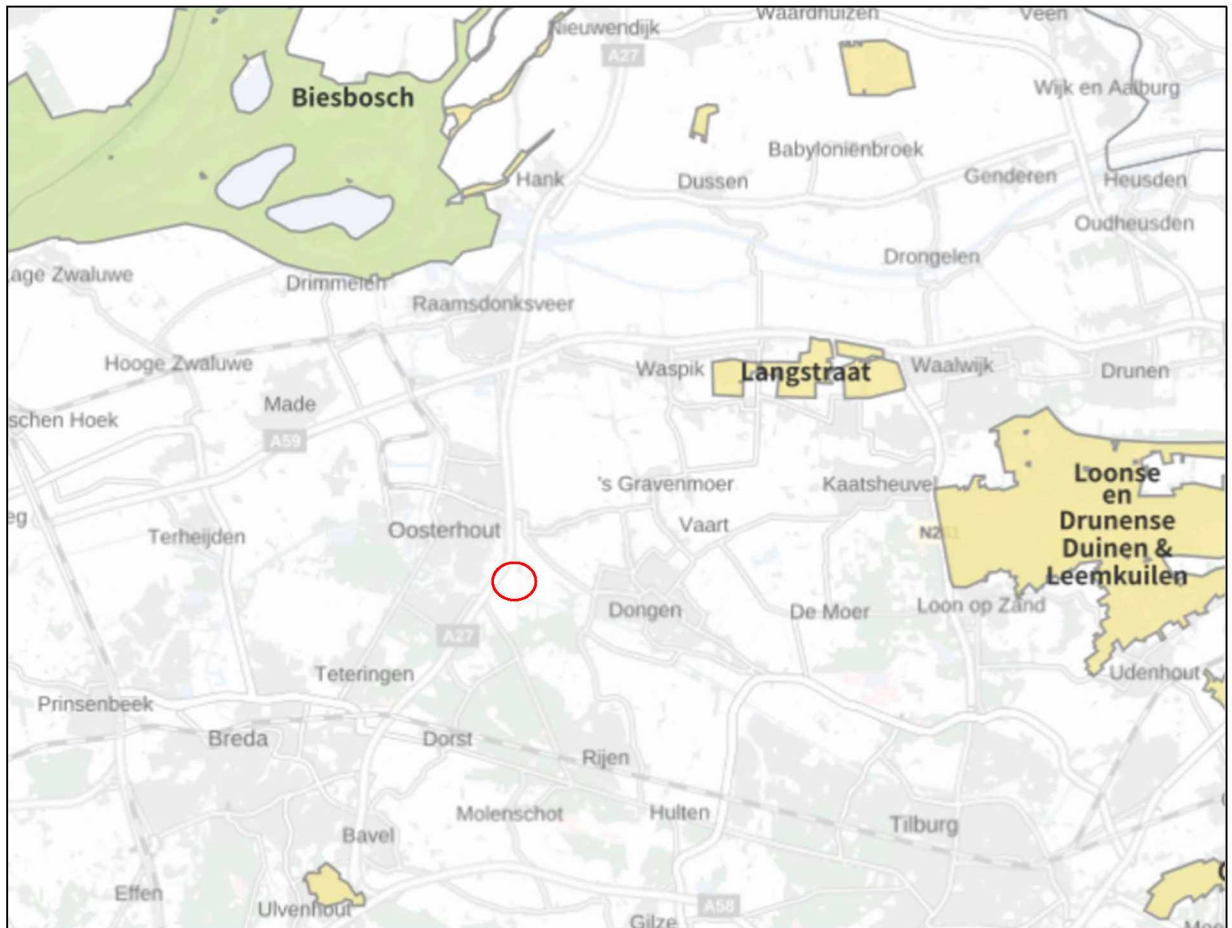 Waardhuizen
Veen
Nieuwendijk
A27
Wijk en Aalburg
Biesbosch
Babyloniënbroek
Hank
Dussen
Genderen
Heusden
Oudheusden
Drongelen
age Zwaluwe
Drimmelen
Raamsdonksveer
Hooge Zwaluwe
Waspik
Langstraat
Waalwijk
Drunen
Made
schen Hoek
A59
Loonse
en
Drunense
Duinen &
Leemkuilen
's Gravenmoer
Kaatsheuvel
eg
Terheijden
Oosterhout
Vaart
Dongen
De Moer
Loon op Zand
A27
Teteringen
Udenhout
Prinsenbeek
Breda
Dorst
Rijen
Molenschot
Hulten
Tilburg
Bavel
Effen
Ulvenhout
A58
Gilze